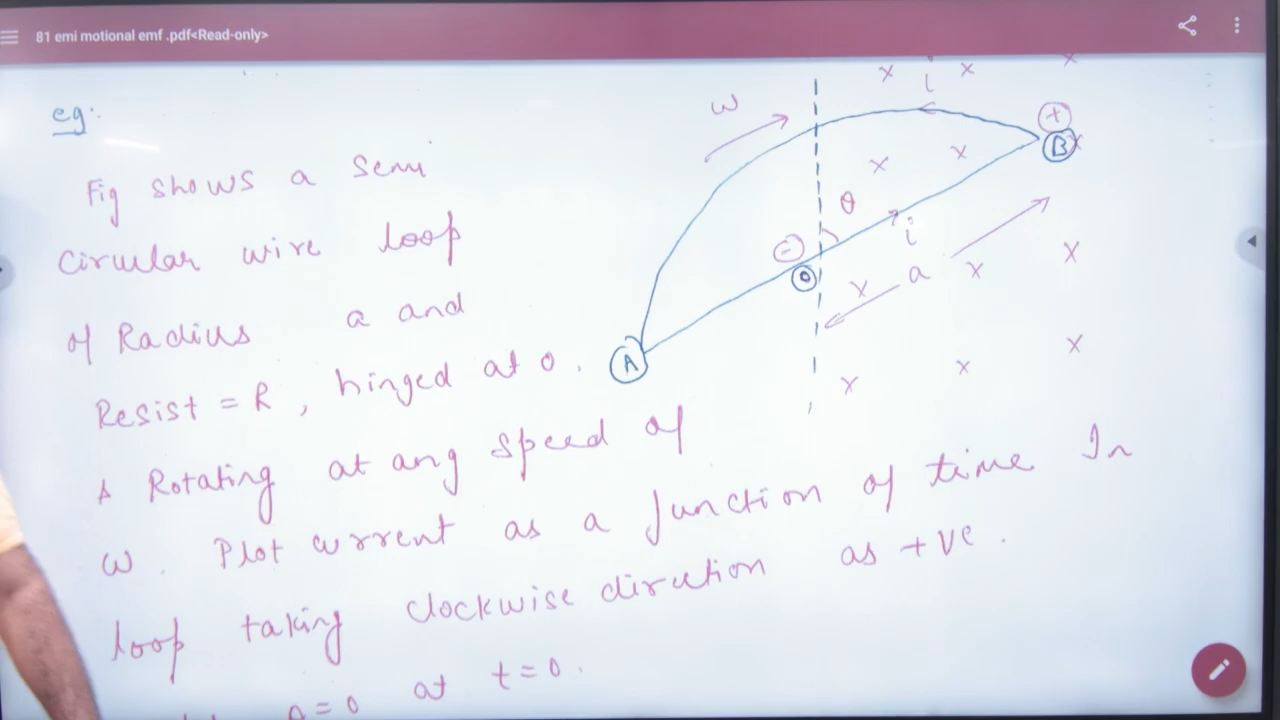 81 emi motional emf .pdf<Read-only>
eg:
Fig shows a semi
circular wire loop
of Radius a and
Resist = R , hinged at o .
& Rotating at ang speed of
ω . Plot current as a function of time In
loop taking clockwise direction as +ve .
θ = 0 at t = 0 .
ω
x x x
i
+
B
x x x
θ
i
-
O
a
x x x
A
x x x